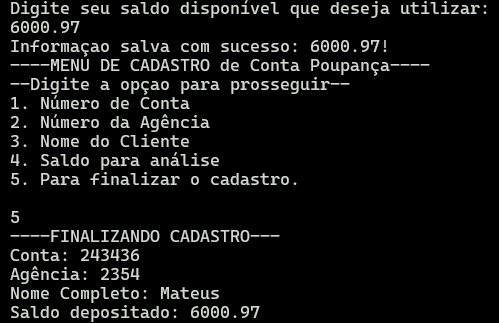 Digite seu saldo disponível que deseja utilizar:
6000.97
Informaçao salva com sucesso: 6000.97!
----MENU DE CADASTRO de Conta Poupança----
--Digite a opçao para prosseguir--
1. Número de Conta
2. Número da Agência
3. Nome do Cliente
4. Saldo para análise
5. Para finalizar o cadastro.
5
----FINALIZANDO CADASTRO---
Conta: 243436
Agência: 2354
Nome Completo: Mateus
Saldo depositado: 6000.97